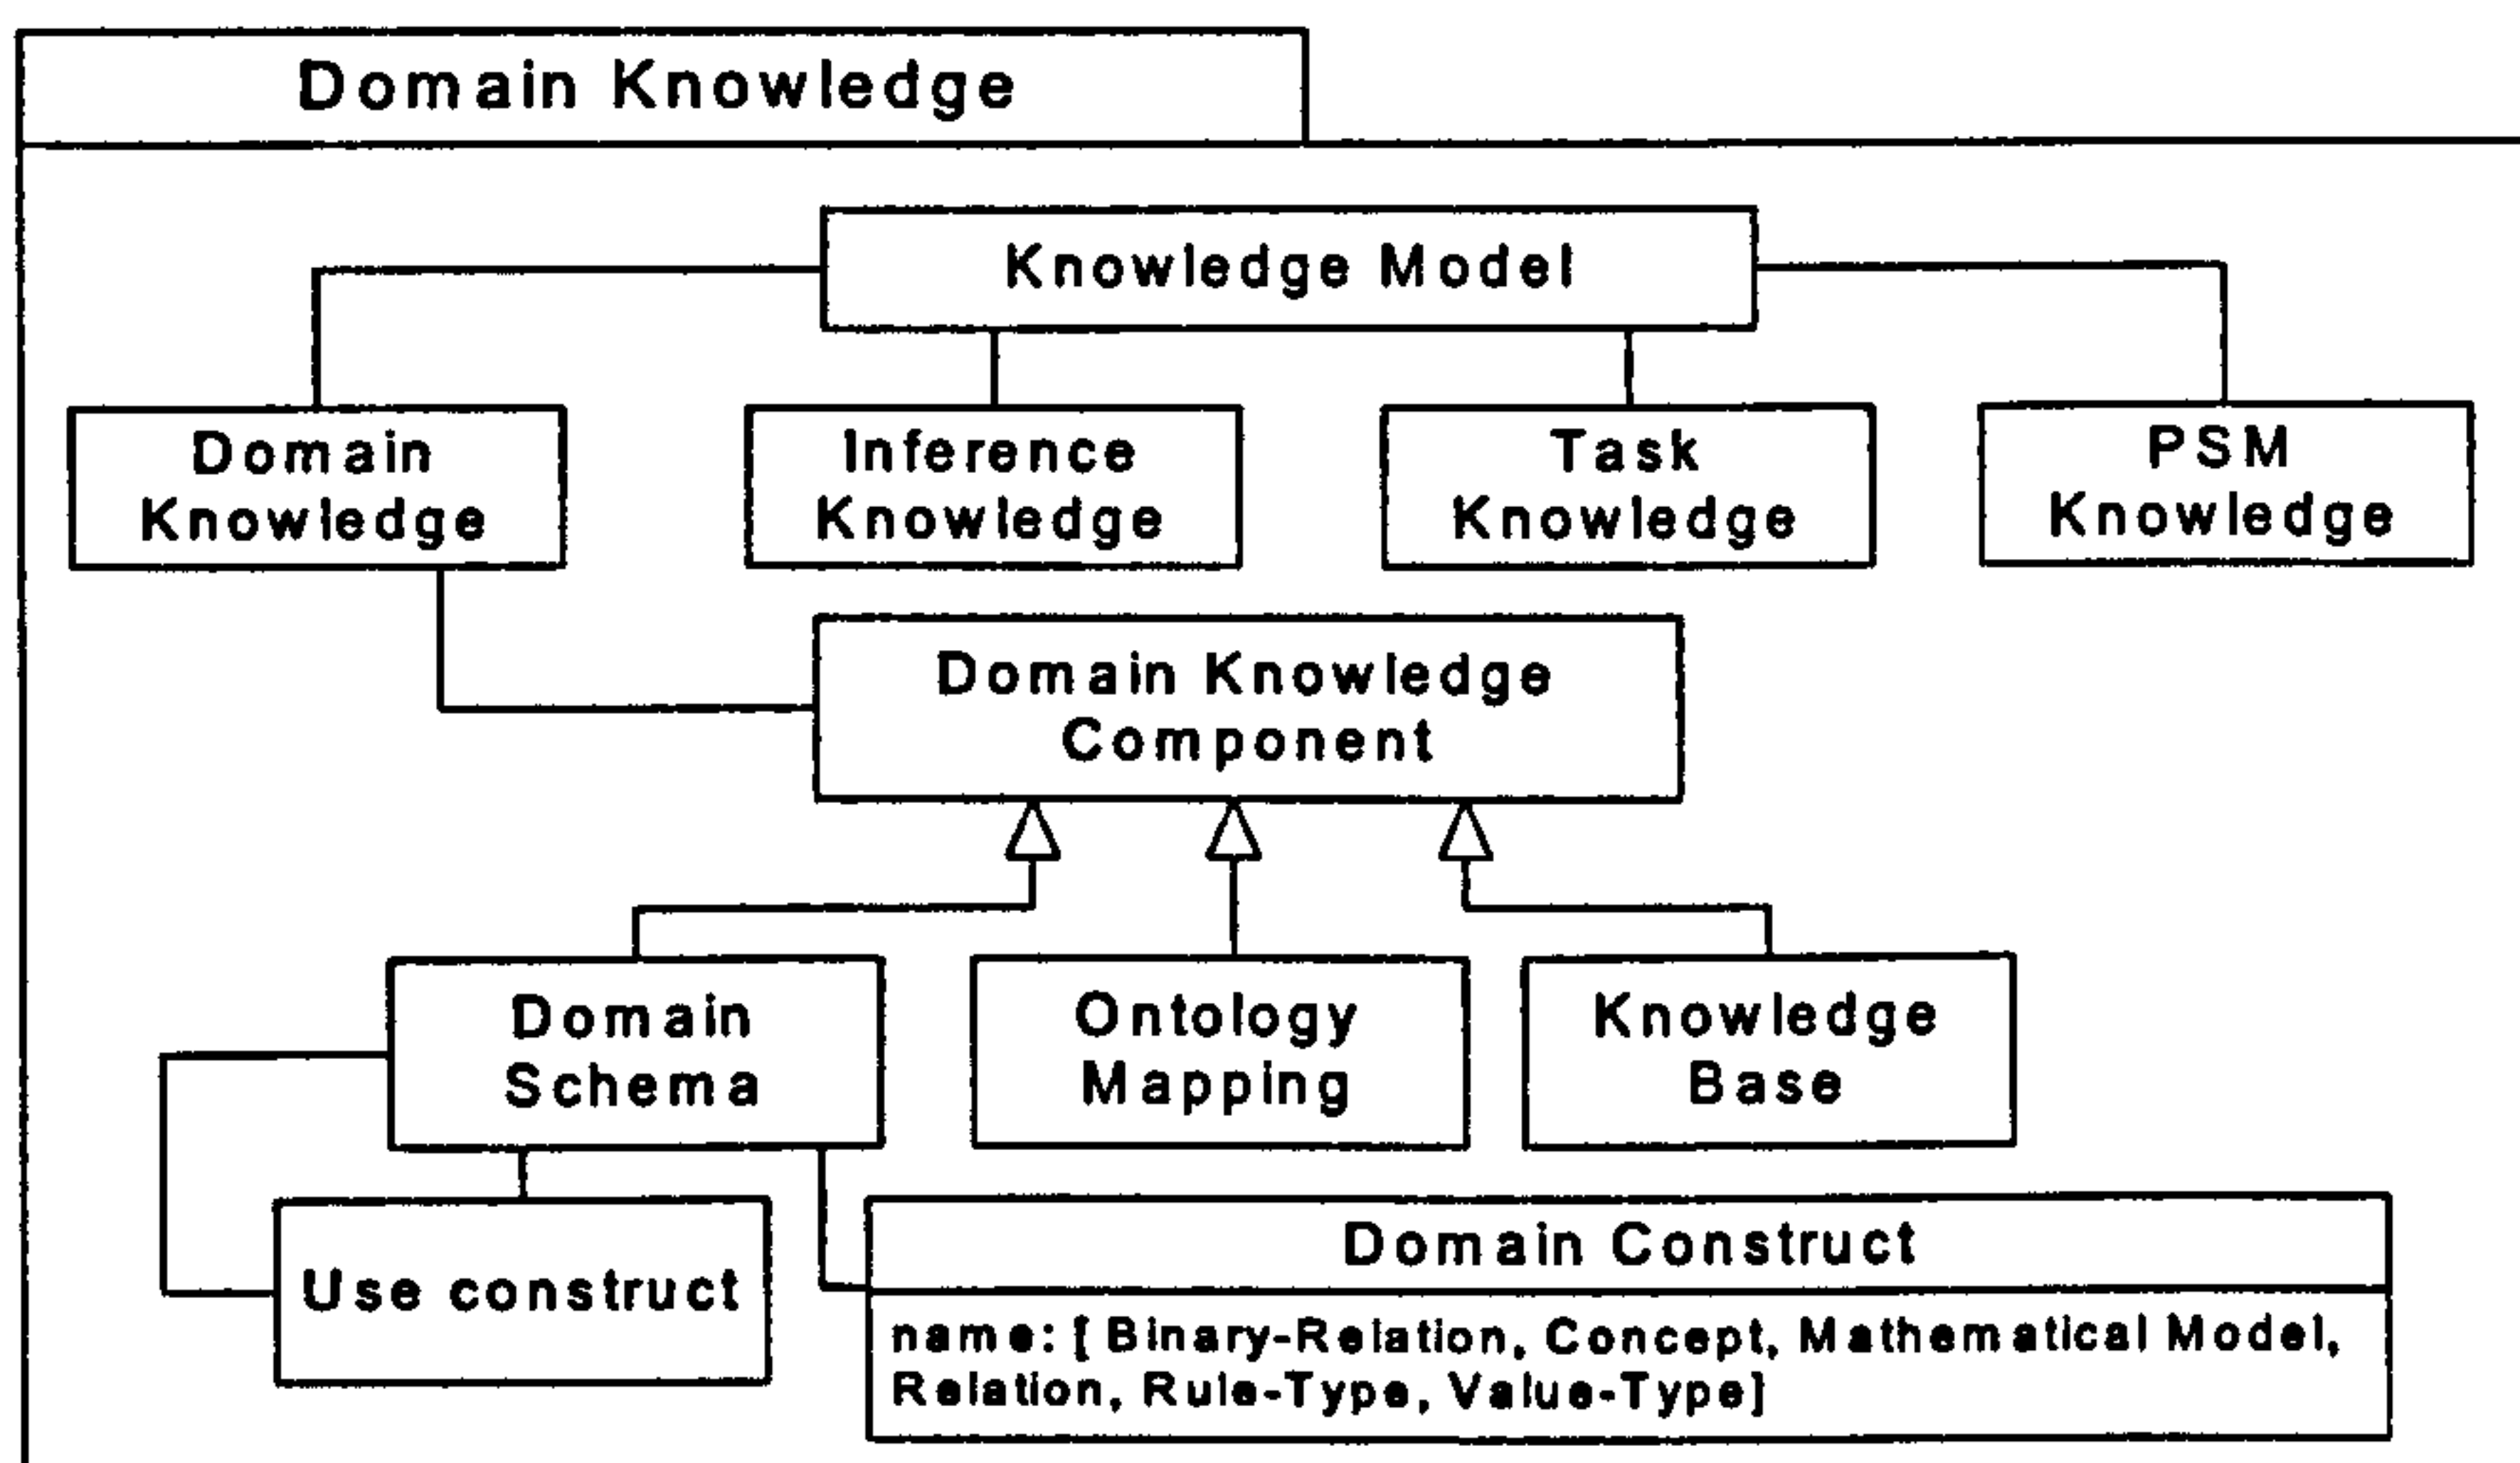 Domain Knowledge
Knowledge Model
Domain
Knowledge
Inference
Knowledge
Task
Knowledge
PSM
Knowledge
Domain Knowledge
Component
Domain
Schema
Ontology
Mapping
Knowledge
Base
Use construct
Domain Construct
name: [ Binary-Relation, Concept, Mathematical Model,
Relation, Rule-Type, Value-Type]